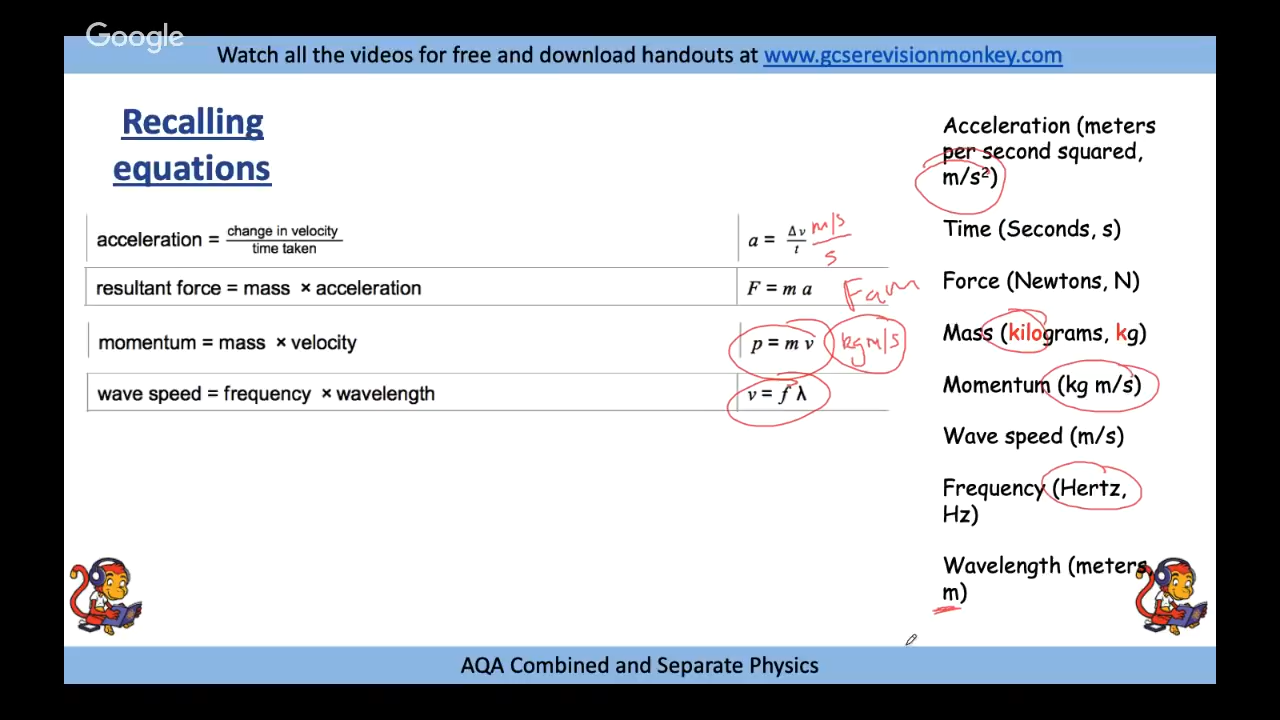 Google
Watch all the videos for free and download handouts at www.gcserevisionmonkey.com
Recalling
equations
acceleration = change in velocity / time taken
a = Δv / t m/s / s
resultant force = mass × acceleration
F = m a Fam
momentum = mass × velocity
p = m v kg m/s
wave speed = frequency × wavelength
v = f λ
Acceleration (meters
per second squared,
m/s²)
Time (Seconds, s)
Force (Newtons, N)
Mass (kilograms, kg)
Momentum (kg m/s)
Wave speed (m/s)
Frequency (Hertz,
Hz)
Wavelength (meters,
m)
AQA Combined and Separate Physics